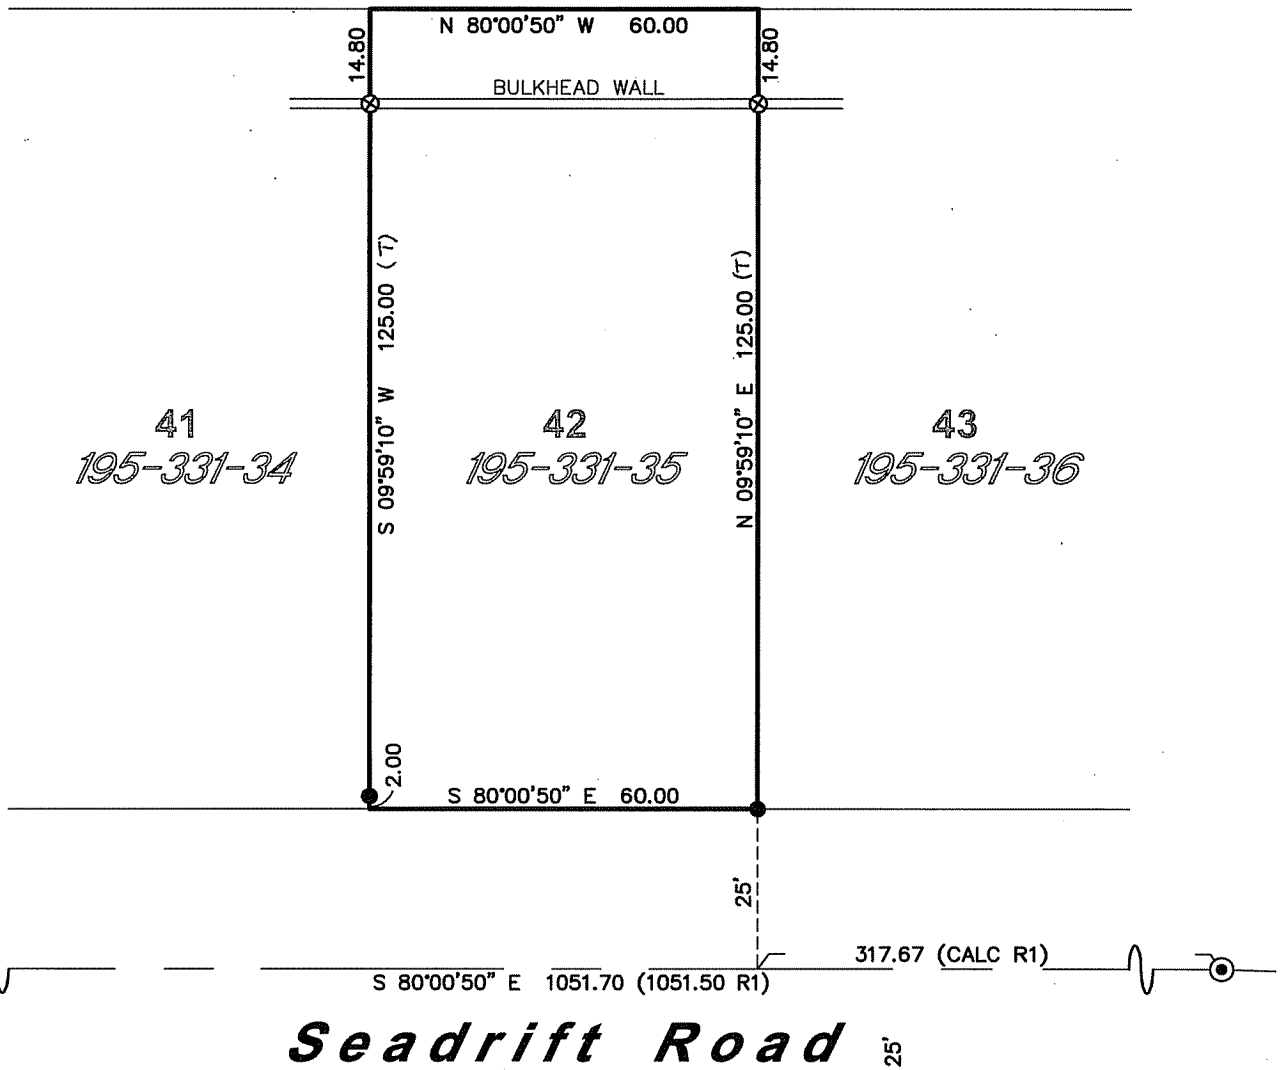 N 80°00'50" W 60.00
14.80
14.80
BULKHEAD WALL
S 09°59'10" W 125.00 (T)
N 09°59'10" E 125.00 (T)
41
195-331-34
42
195-331-35
43
195-331-36
2.00
S 80°00'50" E 60.00
25'
317.67 (CALC R1)
S 80°00'50" E 1051.70 (1051.50 R1)
Seadrift Road
25'